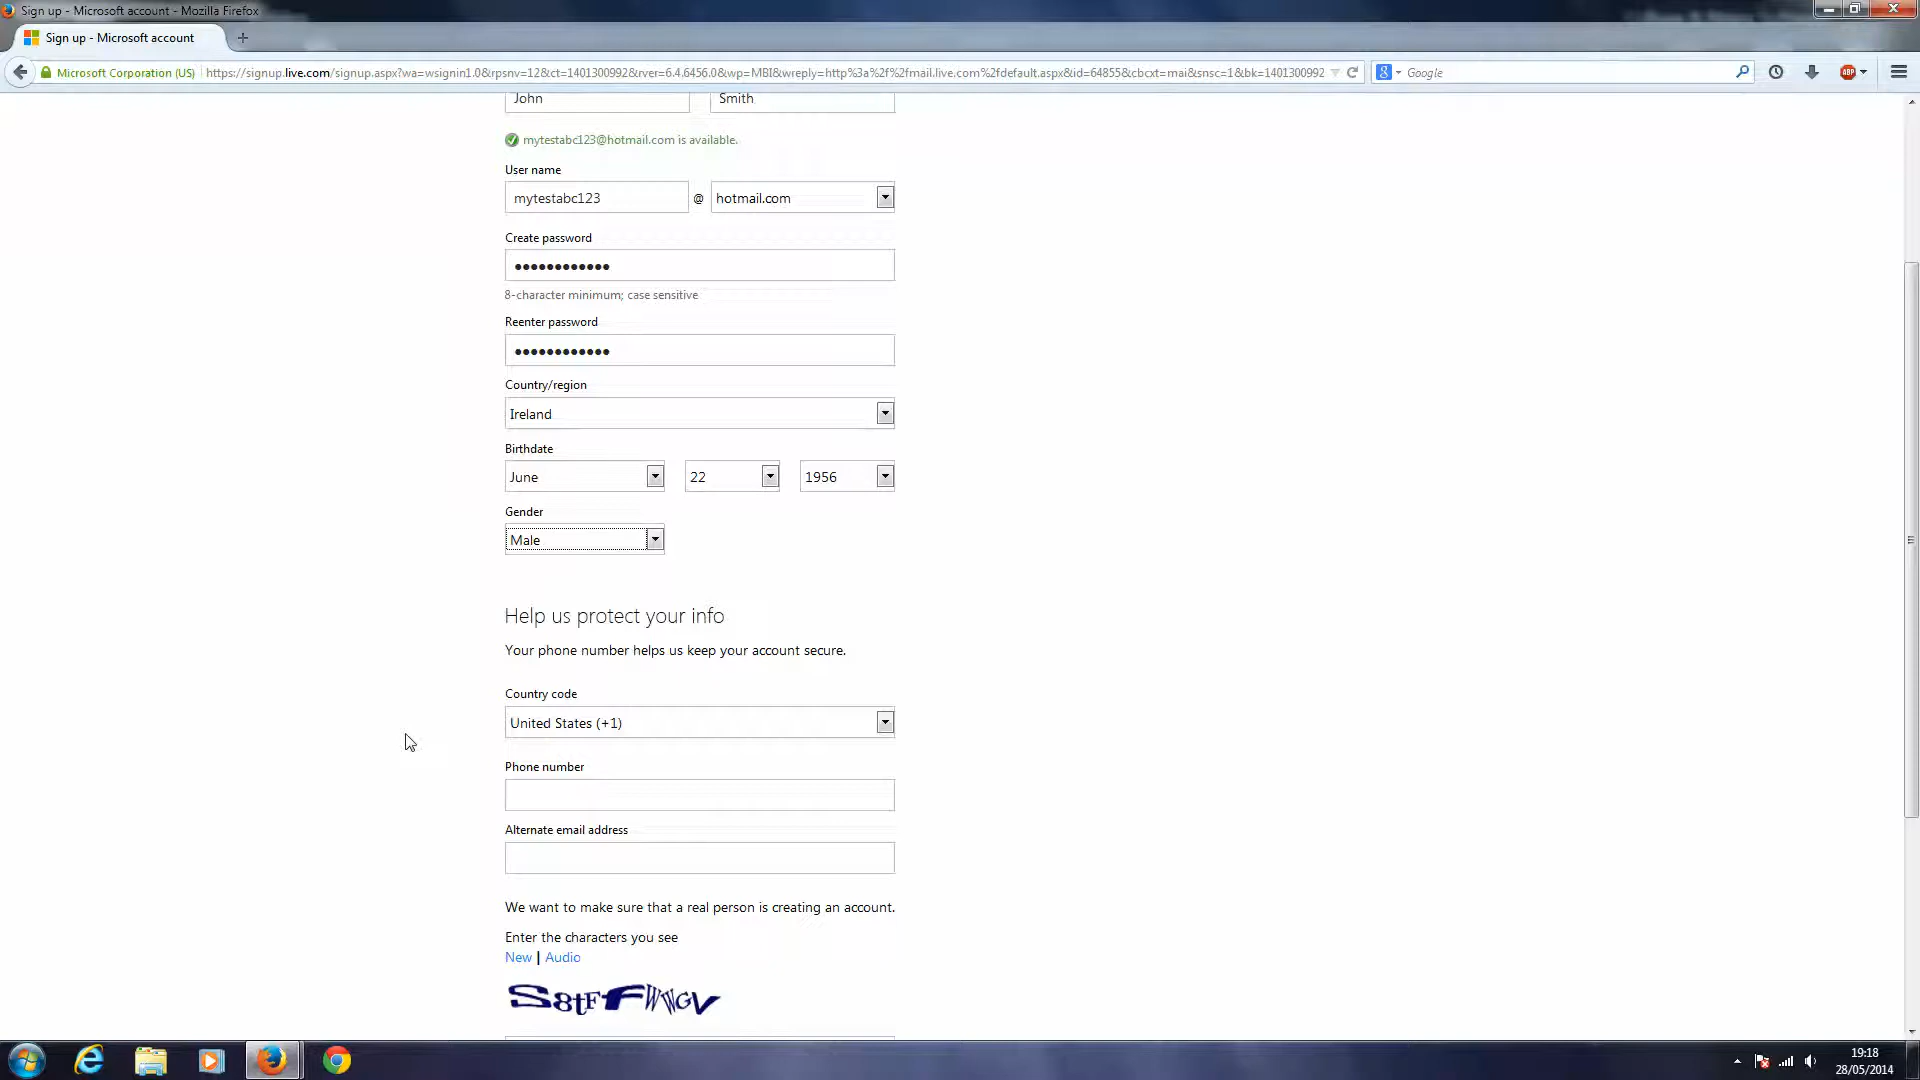 Sign up - Microsoft account - Mozilla Firefox
Sign up - Microsoft account
Microsoft Corporation (US) https://signup.live.com/signup.aspx?wa=wsignin1.0&rpsnv=12&ct=1401300992&rver=6.4.6456.0&wp=MBI&wreply=http%3a%2f%2fmail.live.com%2fdefault.aspx&id=64855&cbcxt=mai&snsc=1&bk=1401300992 Google ABP
John Smith
mytestabc123@hotmail.com is available.
User name
mytestabc123 @ hotmail.com
Create password
8-character minimum; case sensitive
Reenter password
Country/region
Ireland
Birthdate
June 22 1956
Gender
Male
Help us protect your info
Your phone number helps us keep your account secure.
Country code
United States (+1)
Phone number
Alternate email address
We want to make sure that a real person is creating an account.
Enter the characters you see
New | Audio
19:18
28/05/2014